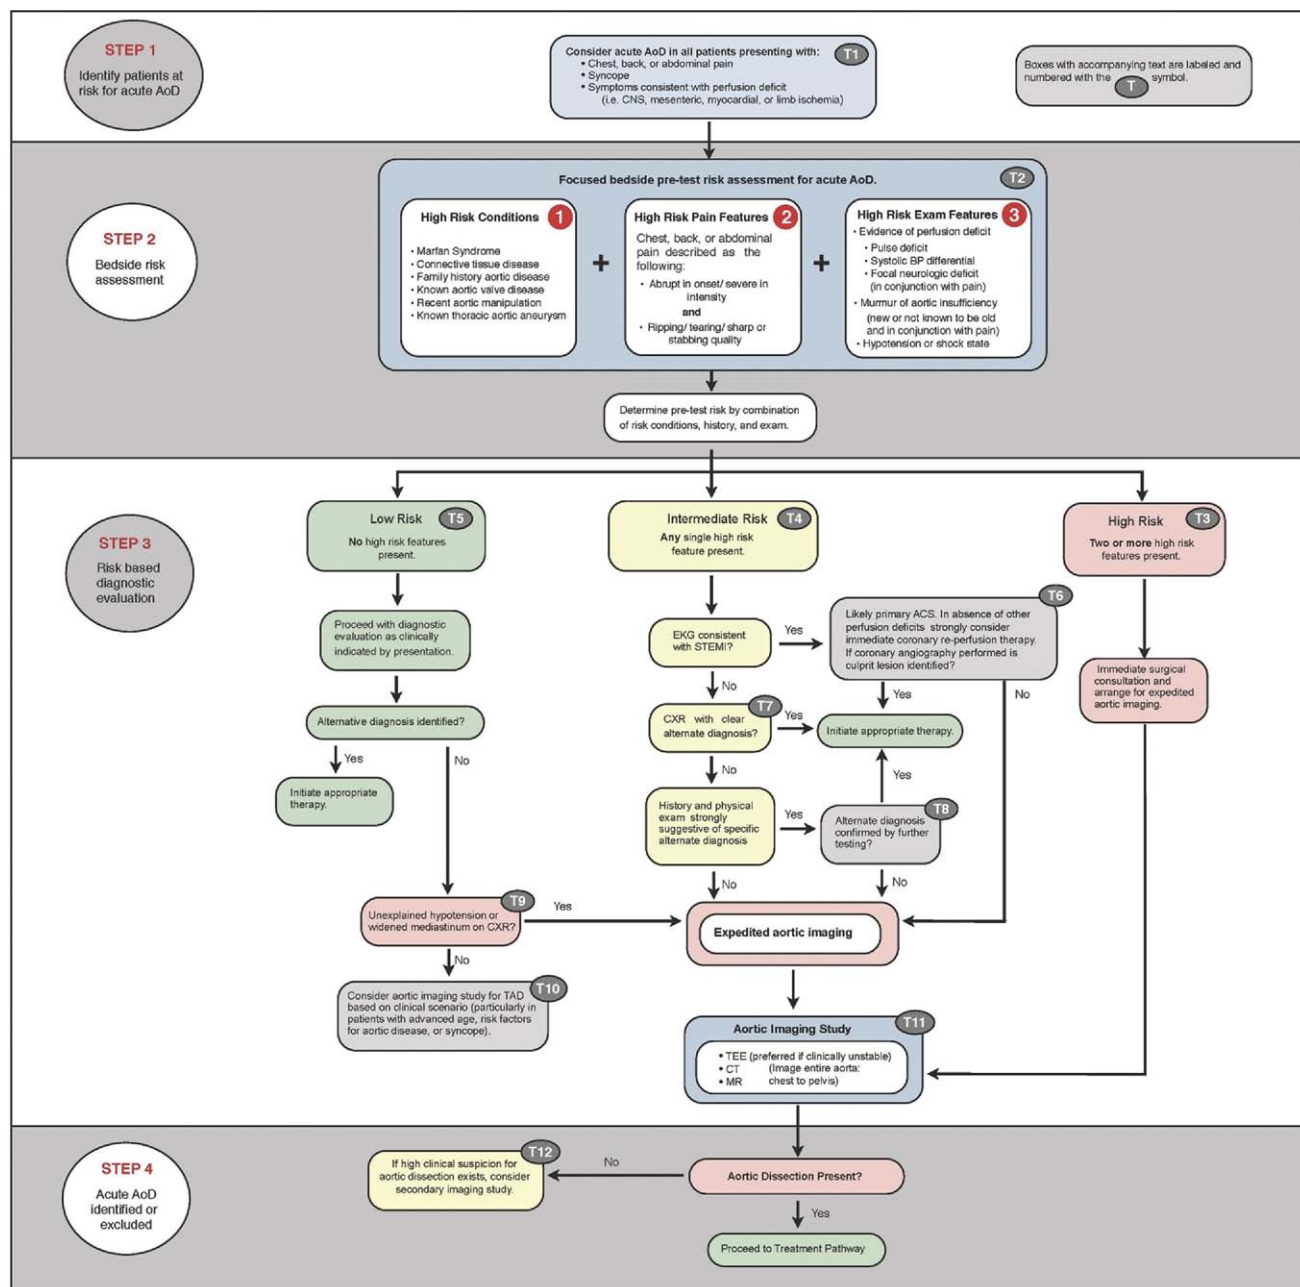 STEP 1
Identify patients at
risk for acute AoD
Consider acute AoD in all patients presenting with:
T1
• Chest, back, or abdominal pain
• Syncope
• Symptoms consistent with perfusion deficit
(i.e. CNS, mesenteric, myocardial, or limb ischemia)
Boxes with accompanying text are labeled and
numbered with the T symbol.
STEP 2
Bedside risk
assessment
Focused bedside pre-test risk assessment for acute AoD.
T2
High Risk Conditions
1
• Marfan Syndrome
• Connective tissue disease
• Family history aortic disease
• Known aortic valve disease
• Recent aortic manipulation
• Known thoracic aortic aneurysm
+
High Risk Pain Features
2
Chest, back, or abdominal
pain described as the
following:
• Abrupt in onset/ severe in
intensity
and
• Ripping/ tearing/ sharp or
stabbing quality
+
High Risk Exam Features
3
• Evidence of perfusion deficit
• Pulse deficit
• Systolic BP differential
• Focal neurologic deficit
(in conjunction with pain)
• Murmur of aortic insufficiency
(new or not known to be old
and in conjunction with pain)
• Hypotension or shock state
Determine pre-test risk by combination
of risk conditions, history, and exam.
STEP 3
Risk based
diagnostic
evaluation
Low Risk
T5
No high risk features
present.
Proceed with diagnostic
evaluation as clinically
indicated by presentation.
Alternative diagnosis identified?
Yes
No
Initiate appropriate
therapy.
Unexplained hypotension or
widened mediastinum on CXR?
T9
Yes
No
Consider aortic imaging study for TAD
based on clinical scenario (particularly in
patients with advanced age, risk factors
for aortic disease, or syncope).
T10
Intermediate Risk
T4
Any single high risk
feature present.
EKG consistent
with STEMI?
Yes
No
Likely primary ACS. In absence of other
perfusion deficits strongly consider
immediate coronary re-perfusion therapy.
If coronary angiography performed is
culprit lesion identified?
T6
Yes
No
CXR with clear
alternate diagnosis?
T7
Yes
No
Initiate appropriate therapy.
History and physical
exam strongly
suggestive of specific
alternate diagnosis
Yes
No
Alternate diagnosis
confirmed by further
testing?
T8
Yes
No
Expedited aortic imaging
High Risk
T3
Two or more high risk
features present.
Immediate surgical
consultation and
arrange for expedited
aortic imaging.
Aortic Imaging Study
T11
• TEE (preferred if clinically unstable)
• CT (Image entire aorta:
• MR chest to pelvis)
STEP 4
Acute AoD
identified or
excluded
Aortic Dissection Present?
No
Yes
If high clinical suspicion for
aortic dissection exists, consider
secondary imaging study.
T12
Proceed to Treatment Pathway